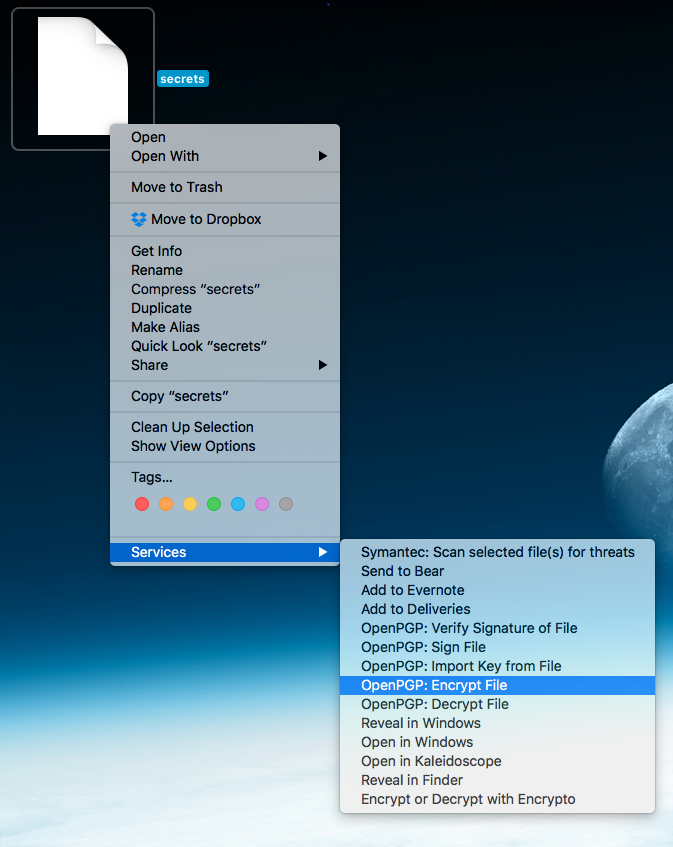 secrets
Open
Open With
Move to Trash
Move to Dropbox
Get Info
Rename
Compress “secrets”
Duplicate
Make Alias
Quick Look “secrets”
Share
Copy “secrets”
Clean Up Selection
Show View Options
Tags...
Services
Symantec: Scan selected file(s) for threats
Send to Bear
Add to Evernote
Add to Deliveries
OpenPGP: Verify Signature of File
OpenPGP: Sign File
OpenPGP: Import Key from File
OpenPGP: Encrypt File
OpenPGP: Decrypt File
Reveal in Windows
Open in Windows
Open in Kaleidoscope
Reveal in Finder
Encrypt or Decrypt with Encrypto